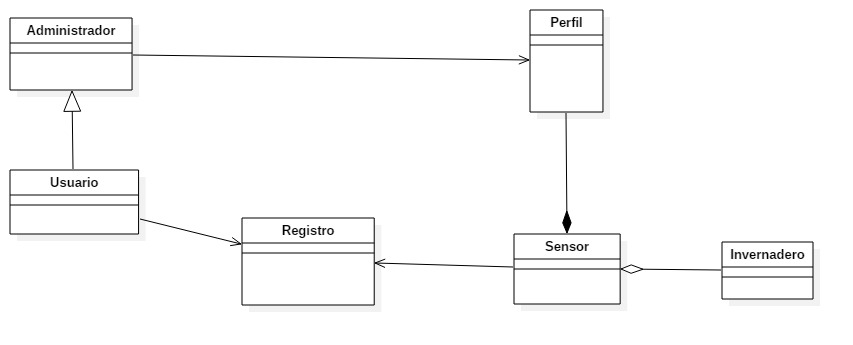 Administrador
Perfil
Usuario
Registro
Sensor
Invernadero